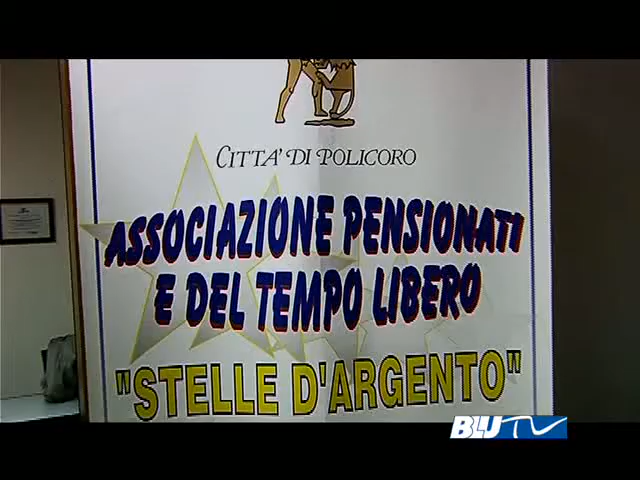 CITTA' DI POLICORO
ASSOCIAZIONE PENSIONATI
E DEL TEMPO LIBERO
"STELLE D'ARGENTO"
BLU TV